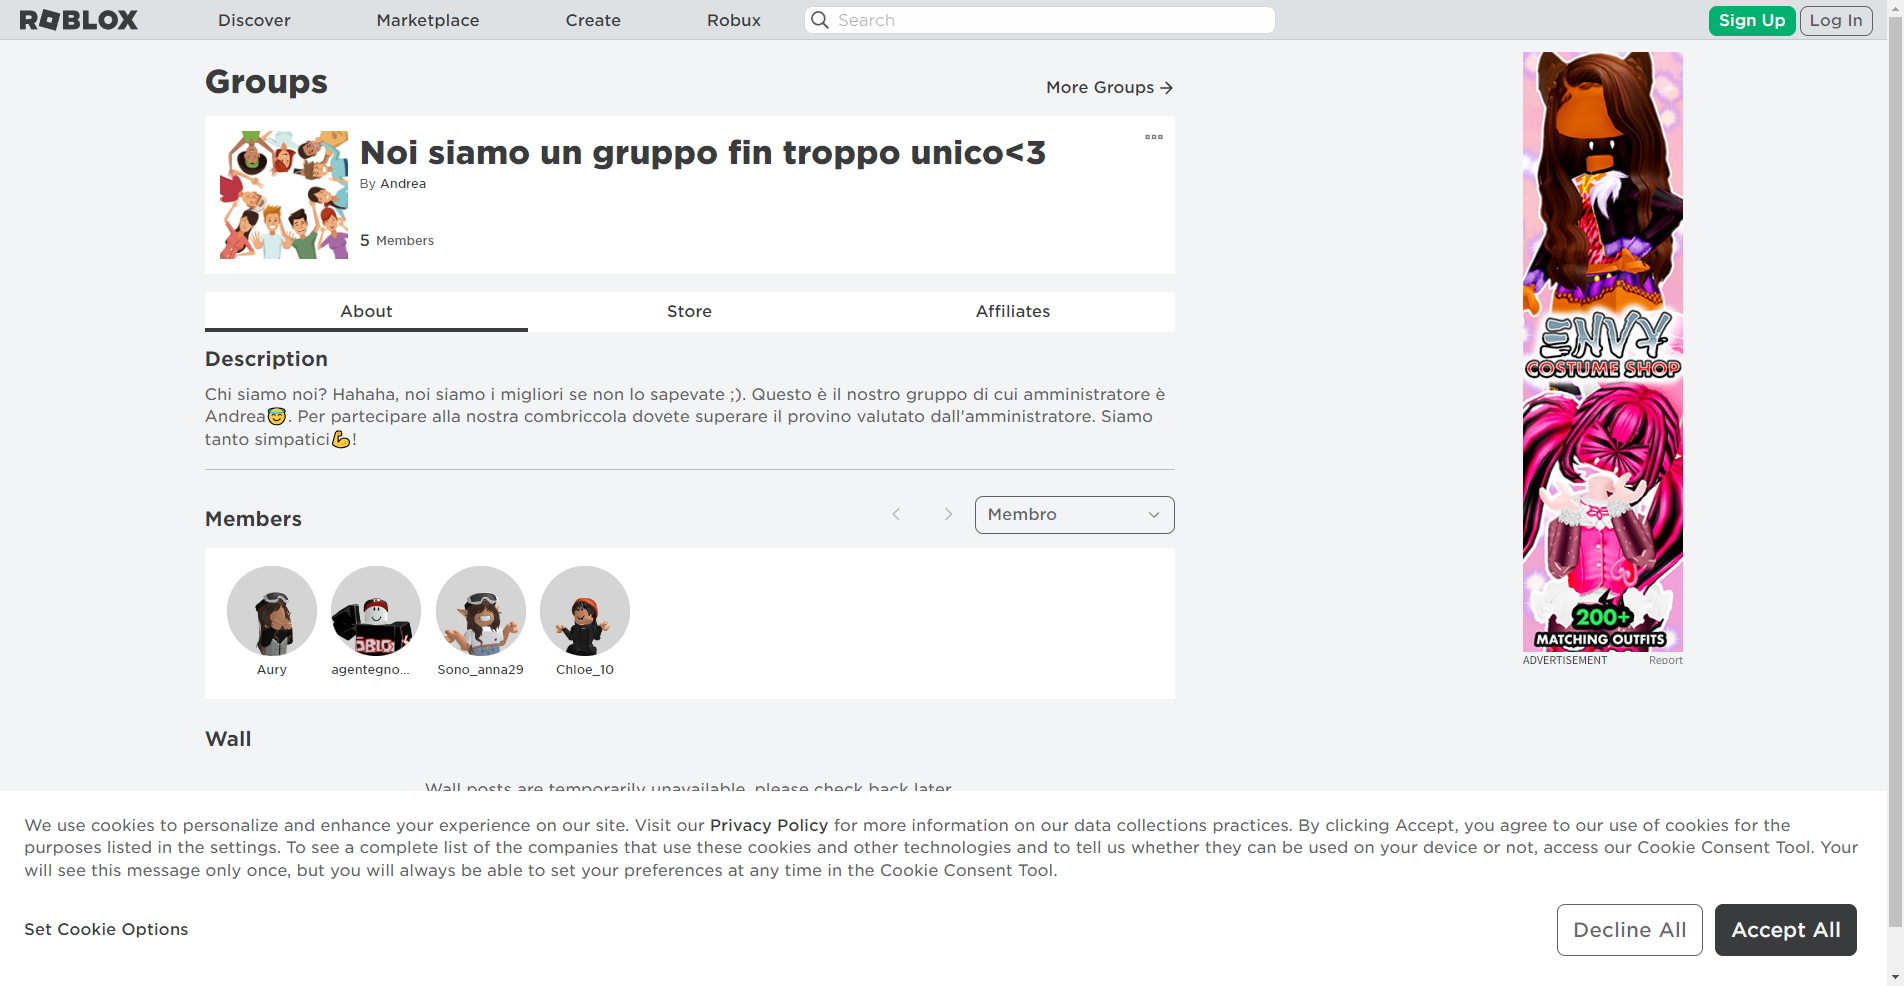 ROBLOX
Discover
Marketplace
Create
Robux
Search
Sign Up
Log In
Groups
More Groups
Noi siamo un gruppo fin troppo unico<3
By Andrea
5 Members
About
Store
Affiliates
Description
Chi siamo noi? Hahaha, noi siamo i migliori se non lo sapevate ;). Questo è il nostro gruppo di cui amministratore è
Andrea😇. Per partecipare alla nostra combriccola dovete superare il provino valutato dall'amministratore. Siamo
tanto simpatici💪!
Members
Membro
Aury
agentegno...
Sono_anna29
Chloe_10
Wall
Wall posts are temporarily unavailable, please check back later
ENVY
COSTUME SHOP
200+
MATCHING OUTFITS
ADVERTISEMENT
Report
We use cookies to personalize and enhance your experience on our site. Visit our Privacy Policy for more information on our data collections practices. By clicking Accept, you agree to our use of cookies for the
purposes listed in the settings. To see a complete list of the companies that use these cookies and other technologies and to tell us whether they can be used on your device or not, access our Cookie Consent Tool. Your
will see this message only once, but you will always be able to set your preferences at any time in the Cookie Consent Tool.
Set Cookie Options
Decline All
Accept All